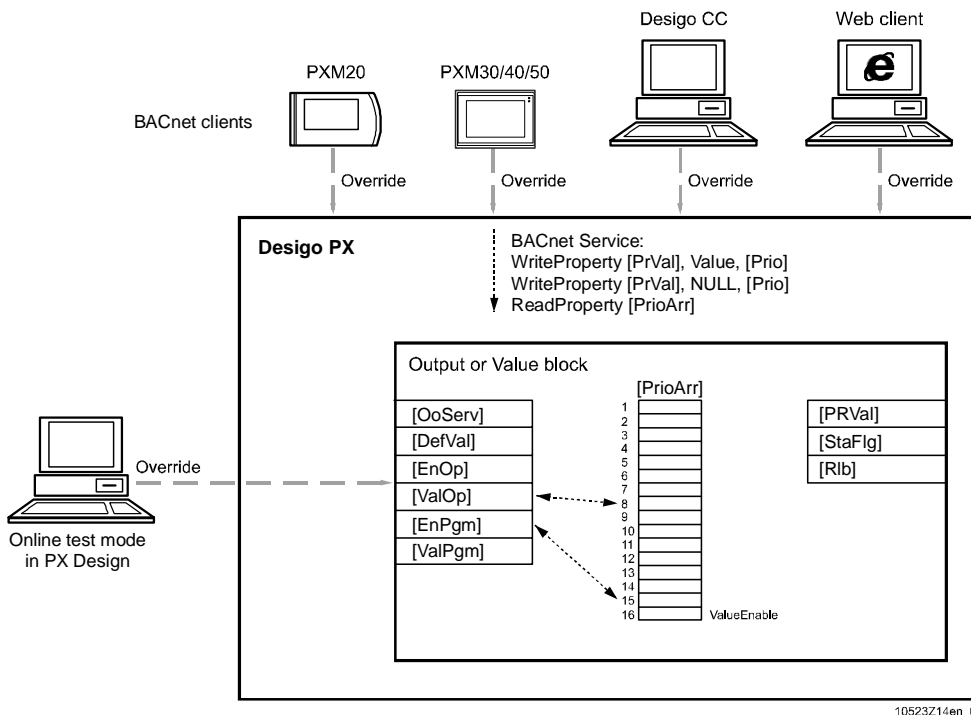 Desigo CC
Web client
PXM20
PXM30/40/50
BACnet clients
Override
Override
Override
Override
Desigo PX
BACnet Service:
WriteProperty [PrVal], Value, [Prio]
WriteProperty [PrVal], NULL, [Prio]
ReadProperty [PrioArr]
Output or Value block
[PrioArr]
[OoServ]
[DefVal]
[EnOp]
[ValOp]
[EnPgm]
[ValPgm]
1
2
3
4
5
6
7
8
9
10
11
12
13
14
15
16
ValueEnable
[PRVal]
[StaFlg]
[Rlb]
Override
Online test mode
in PX Design
10523Z14en